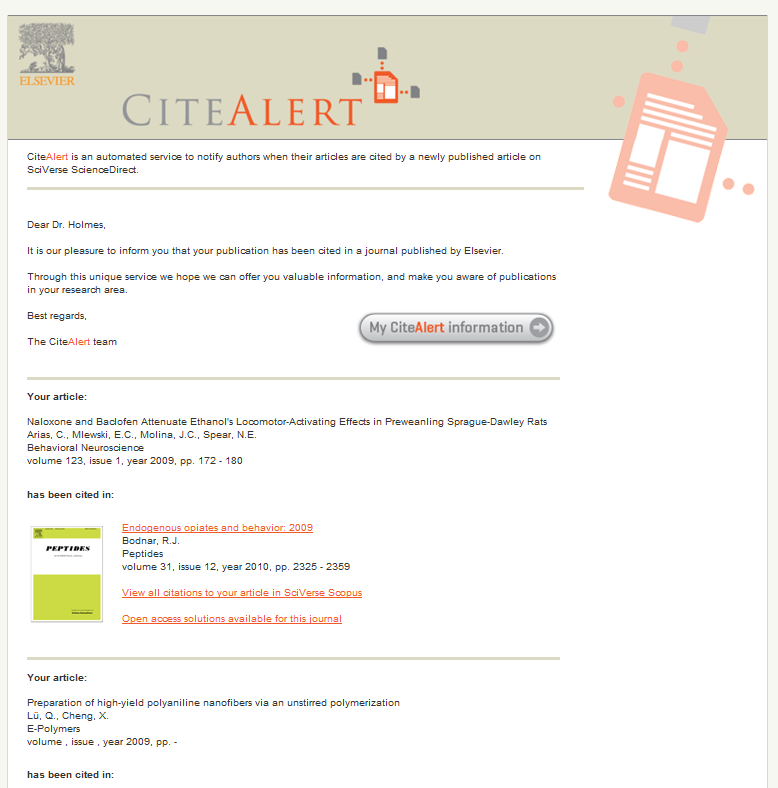 ELSEVIER
CITEALERT
CiteAlert is an automated service to notify authors when their articles are cited by a newly published article on
SciVerse ScienceDirect.
Dear Dr. Holmes,
It is our pleasure to inform you that your publication has been cited in a journal published by Elsevier.
Through this unique service we hope we can offer you valuable information, and make you aware of publications
in your research area.
Best regards,
My CiteAlert information
The CiteAlert team
Your article:
Naloxone and Baclofen Attenuate Ethanol's Locomotor-Activating Effects in Preweanling Sprague-Dawley Rats
Arias, C., Mlewski, E.C., Molina, J.C., Spear, N.E.
Behavioral Neuroscience
volume 123, issue 1, year 2009, pp. 172 - 180
has been cited in:
PEPTIDES
Endogenous opiates and behavior: 2009
Bodnar, R.J.
Peptides
volume 31, issue 12, year 2010, pp. 2325 - 2359
View all citations to your article in SciVerse Scopus
Open access solutions available for this journal
Your article:
Preparation of high-yield polyaniline nanofibers via an unstirred polymerization
Lü, Q., Cheng, X.
E-Polymers
volume , issue , year 2009, pp. -
has been cited in: